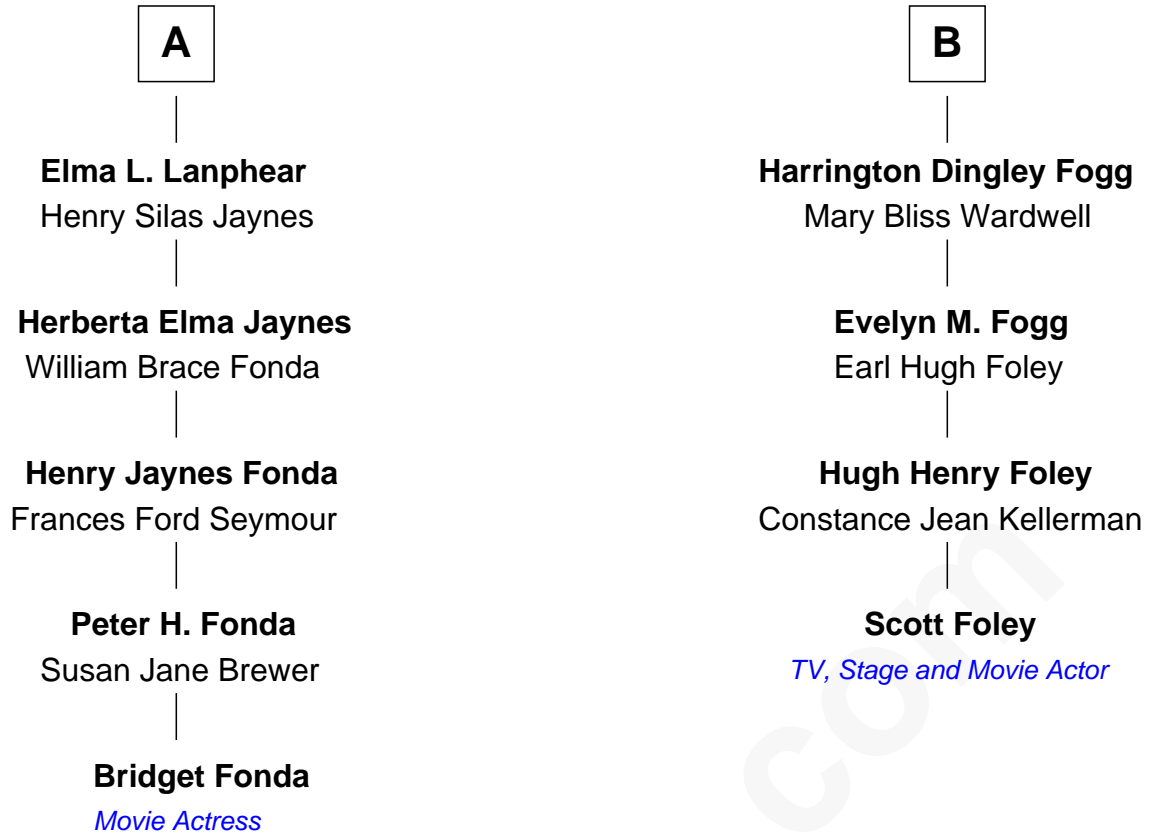 A
Elma L. Lanphear
Henry Silas Jaynes
Herberta Elma Jaynes
William Brace Fonda
Henry Jaynes Fonda
Frances Ford Seymour
Peter H. Fonda
Susan Jane Brewer
Bridget Fonda
Movie Actress
B
Harrington Dingley Fogg
Mary Bliss Wardwell
Evelyn M. Fogg
Earl Hugh Foley
Hugh Henry Foley
Constance Jean Kellerman
Scott Foley
TV, Stage and Movie Actor
com